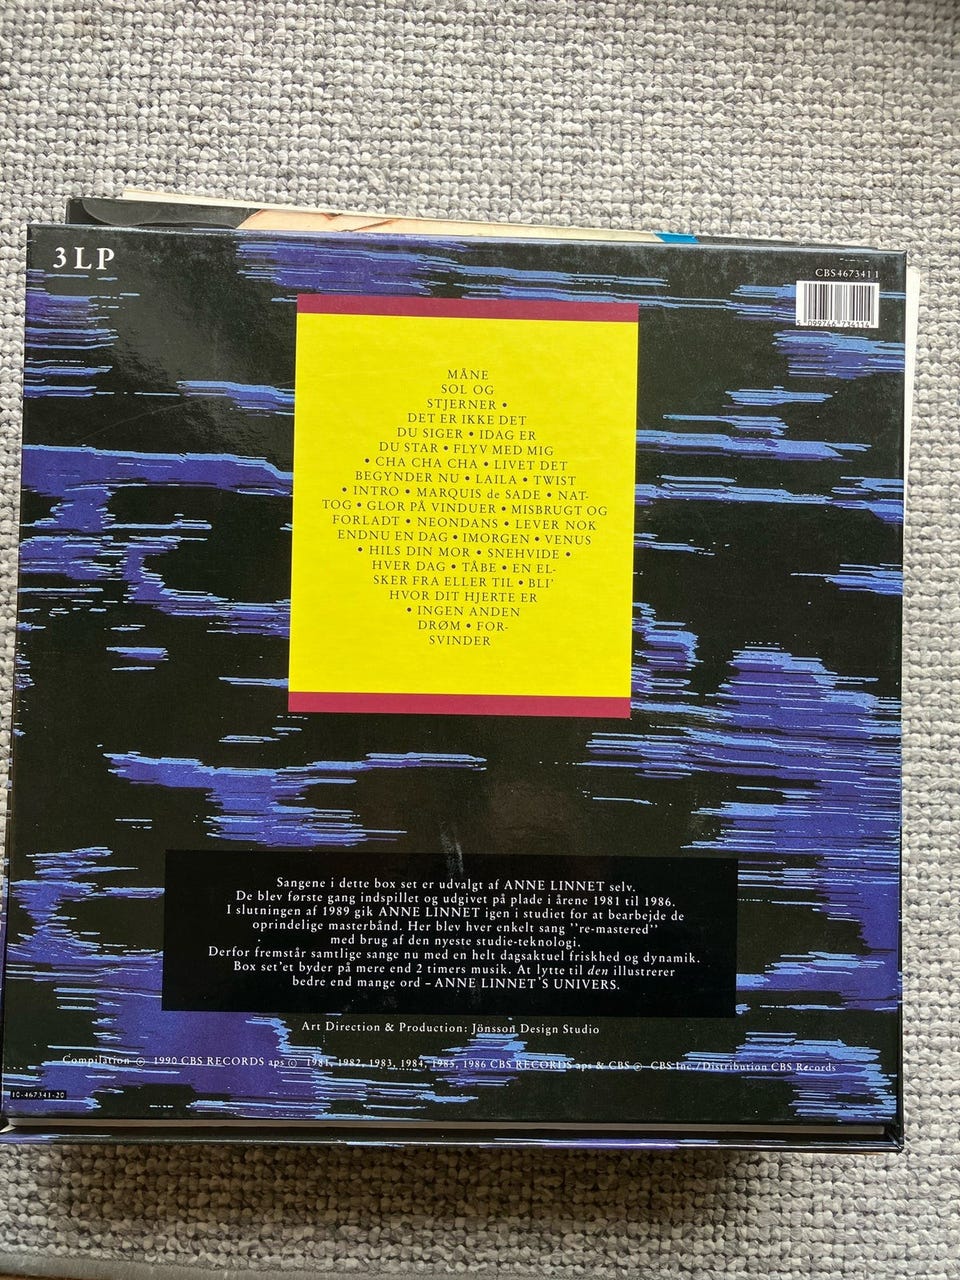 3LP
CBS 467341 1
5 099746 734114
MÅNE
SOL OG
STJERNER •
DET ER IKKE DET
DU SIGER • IDAG ER
DU STAR • FLYV MED MIG
• CHA CHA CHA • LIVET DET
BEGYNDER NU • LAILA • TWIST
• INTRO • MARQUIS de SADE • NAT-
TOG • GLOR PÅ VINDUER • MISBRUGT OG
FORLADT • NEONDANS • LEVER NOK
ENDNU EN DAG • IMORGEN • VENUS
• HILS DIN MOR • SNEHVIDE •
HVER DAG • TÅBE • EN EL-
SKER FRA ELLER TIL • BLI'
HVOR DIT HJERTE ER
• INGEN ANDEN
DRØM • FOR-
SVINDER
Sangene i dette box set er udvalgt af ANNE LINNET selv.
De blev første gang indspillet og udgivet på plade i årene 1981 til 1986.
I slutningen af 1989 gik ANNE LINNET igen i studiet for at bearbejde de
oprindelige masterbånd. Her blev hver enkelt sang "re-mastered"
med brug af den nyeste studie-teknologi.
Derfor fremstår samtlige sange nu med en helt dagsaktuel friskhed og dynamik.
Box set'et byder på mere end 2 timers musik. At lytte til den illustrerer
bedre end mange ord – ANNE LINNET'S UNIVERS.
Art Direction & Production: Jönsson Design Studio
Compilation ℗ 1990 CBS RECORDS aps © 1981, 1982, 1983, 1984, 1985, 1986 CBS RECORDS aps & CBS ℗ CBS Inc./Distribution CBS Records
10-467341-20